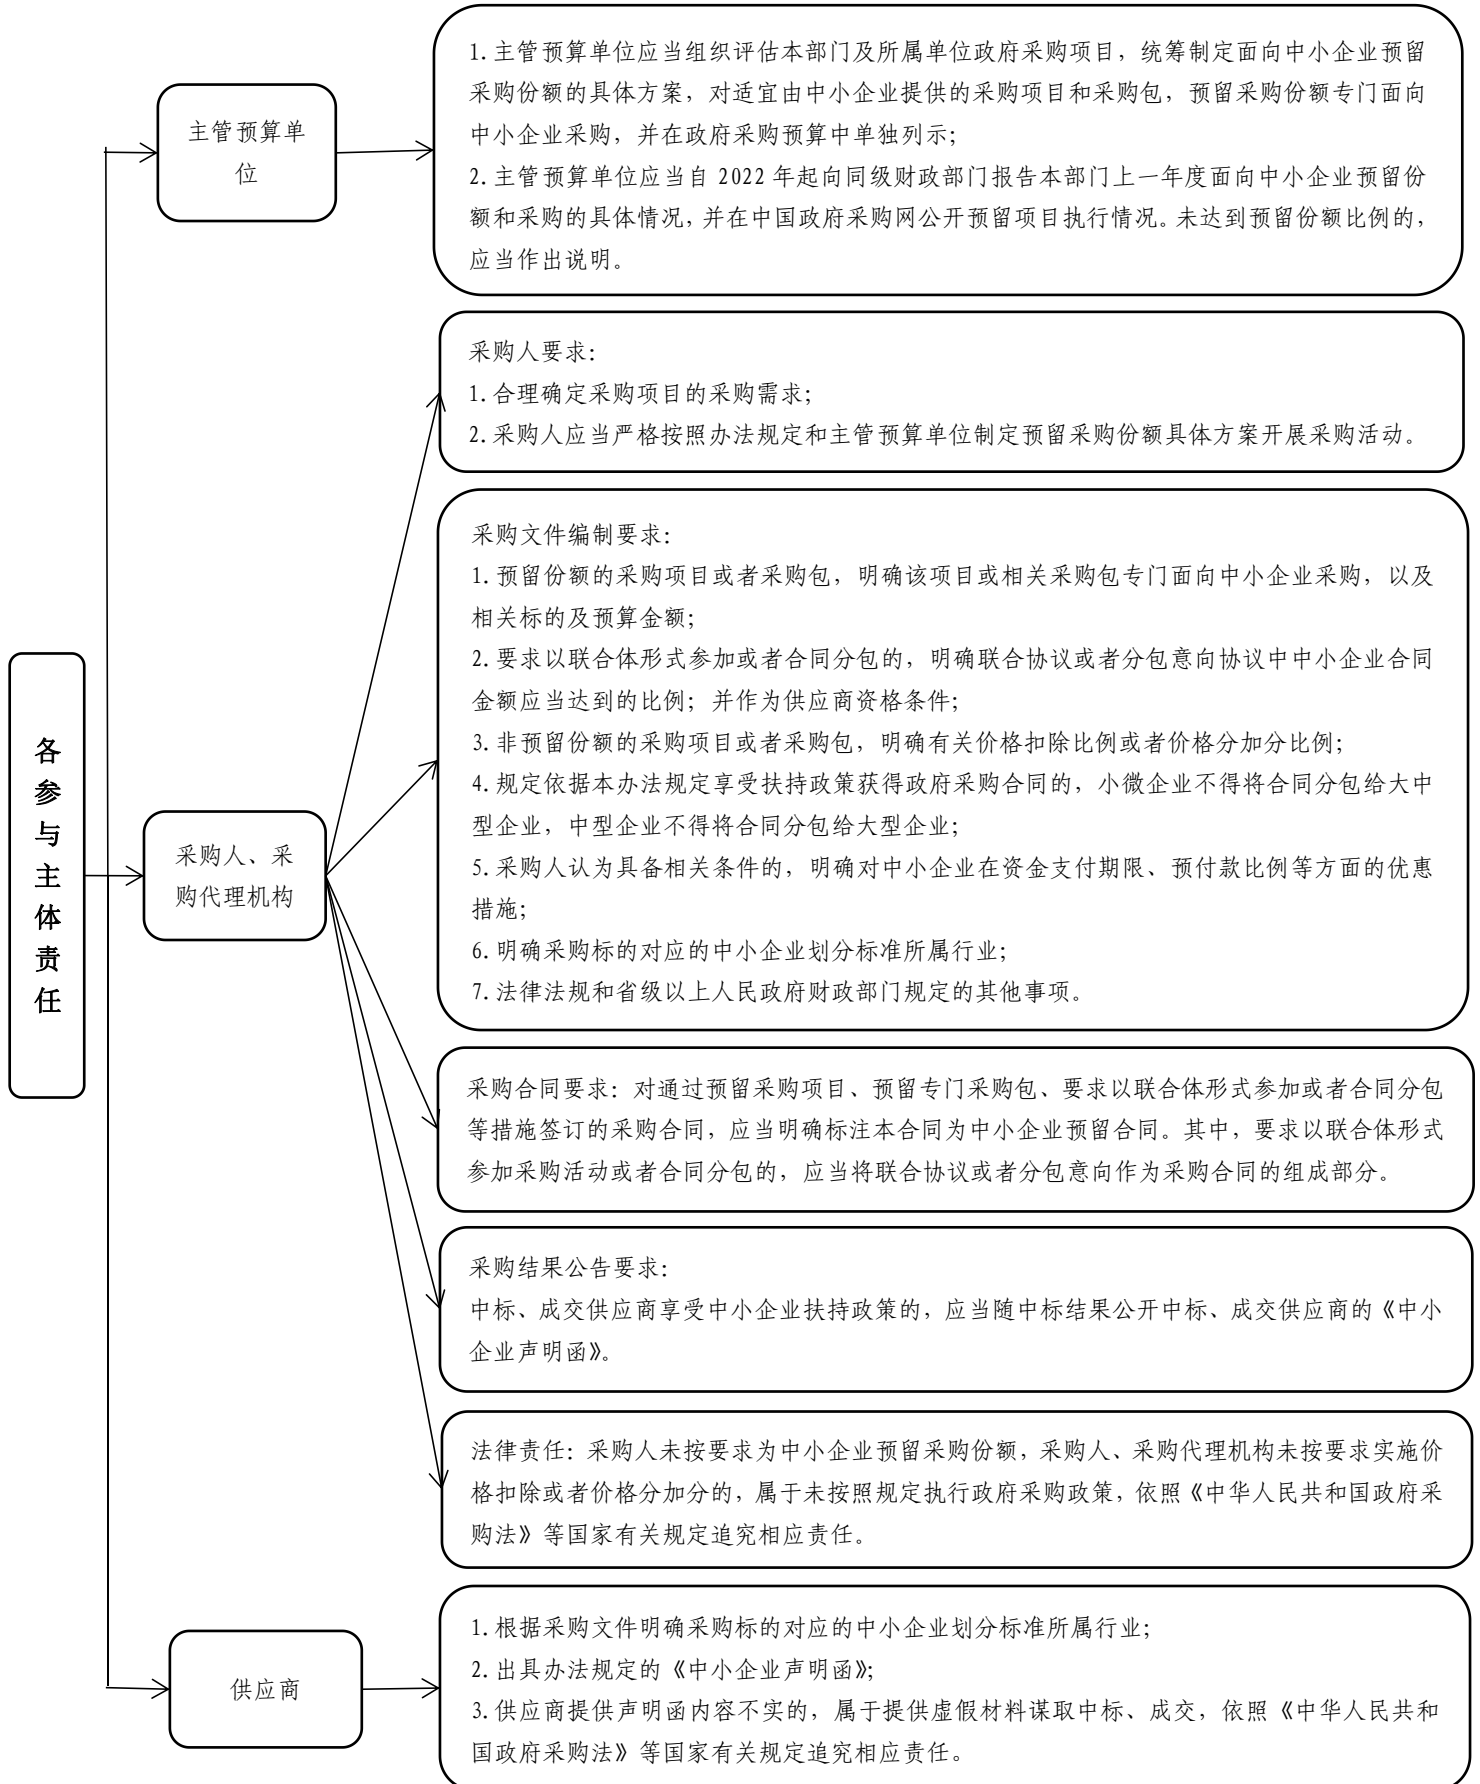 1. 主管预算单位应当组织评估本部门及所属单位政府采购项目，统筹制定面向中小企业预留
采购份额的具体方案，对适宜由中小企业提供的采购项目和采购包，预留采购份额专门面向
中小企业采购，并在政府采购预算中单独列示；
2. 主管预算单位应当自 2022 年起向同级财政部门报告本部门上一年度面向中小企业预留份
额和采购的具体情况，并在中国政府采购网公开预留项目执行情况。未达到预留份额比例的，
应当作出说明。
主管预算单
位
采购人要求：
1. 合理确定采购项目的采购需求；
2. 采购人应当严格按照办法规定和主管预算单位制定预留采购份额具体方案开展采购活动。
采购文件编制要求：
1. 预留份额的采购项目或者采购包，明确该项目或相关采购包专门面向中小企业采购，以及
相关标的及预算金额；
2. 要求以联合体形式参加或者合同分包的，明确联合协议或者分包意向协议中中小企业合同
金额应当达到的比例；并作为供应商资格条件；
3. 非预留份额的采购项目或者采购包，明确有关价格扣除比例或者价格分加分比例；
4. 规定依据本办法规定享受扶持政策获得政府采购合同的，小微企业不得将合同分包给大中
型企业，中型企业不得将合同分包给大型企业；
5. 采购人认为具备相关条件的，明确对中小企业在资金支付期限、预付款比例等方面的优惠
措施；
6. 明确采购标的对应的中小企业划分标准所属行业；
7. 法律法规和省级以上人民政府财政部门规定的其他事项。
各
参
与
主
体
责
任
采购人、采
购代理机构
采购合同要求：对通过预留采购项目、预留专门采购包、要求以联合体形式参加或者合同分包
等措施签订的采购合同，应当明确标注本合同为中小企业预留合同。其中，要求以联合体形式
参加采购活动或者合同分包的，应当将联合协议或者分包意向作为采购合同的组成部分。
采购结果公告要求：
中标、成交供应商享受中小企业扶持政策的，应当随中标结果公开中标、成交供应商的《中小
企业声明函》。
法律责任：采购人未按要求为中小企业预留采购份额，采购人、采购代理机构未按要求实施价
格扣除或者价格分加分的，属于未按照规定执行政府采购政策，依照《中华人民共和国政府采
购法》等国家有关规定追究相应责任。
供应商
1. 根据采购文件明确采购标的对应的中小企业划分标准所属行业；
2. 出具办法规定的《中小企业声明函》；
3. 供应商提供声明函内容不实的，属于提供虚假材料谋取中标、成交，依照《中华人民共和
国政府采购法》等国家有关规定追究相应责任。